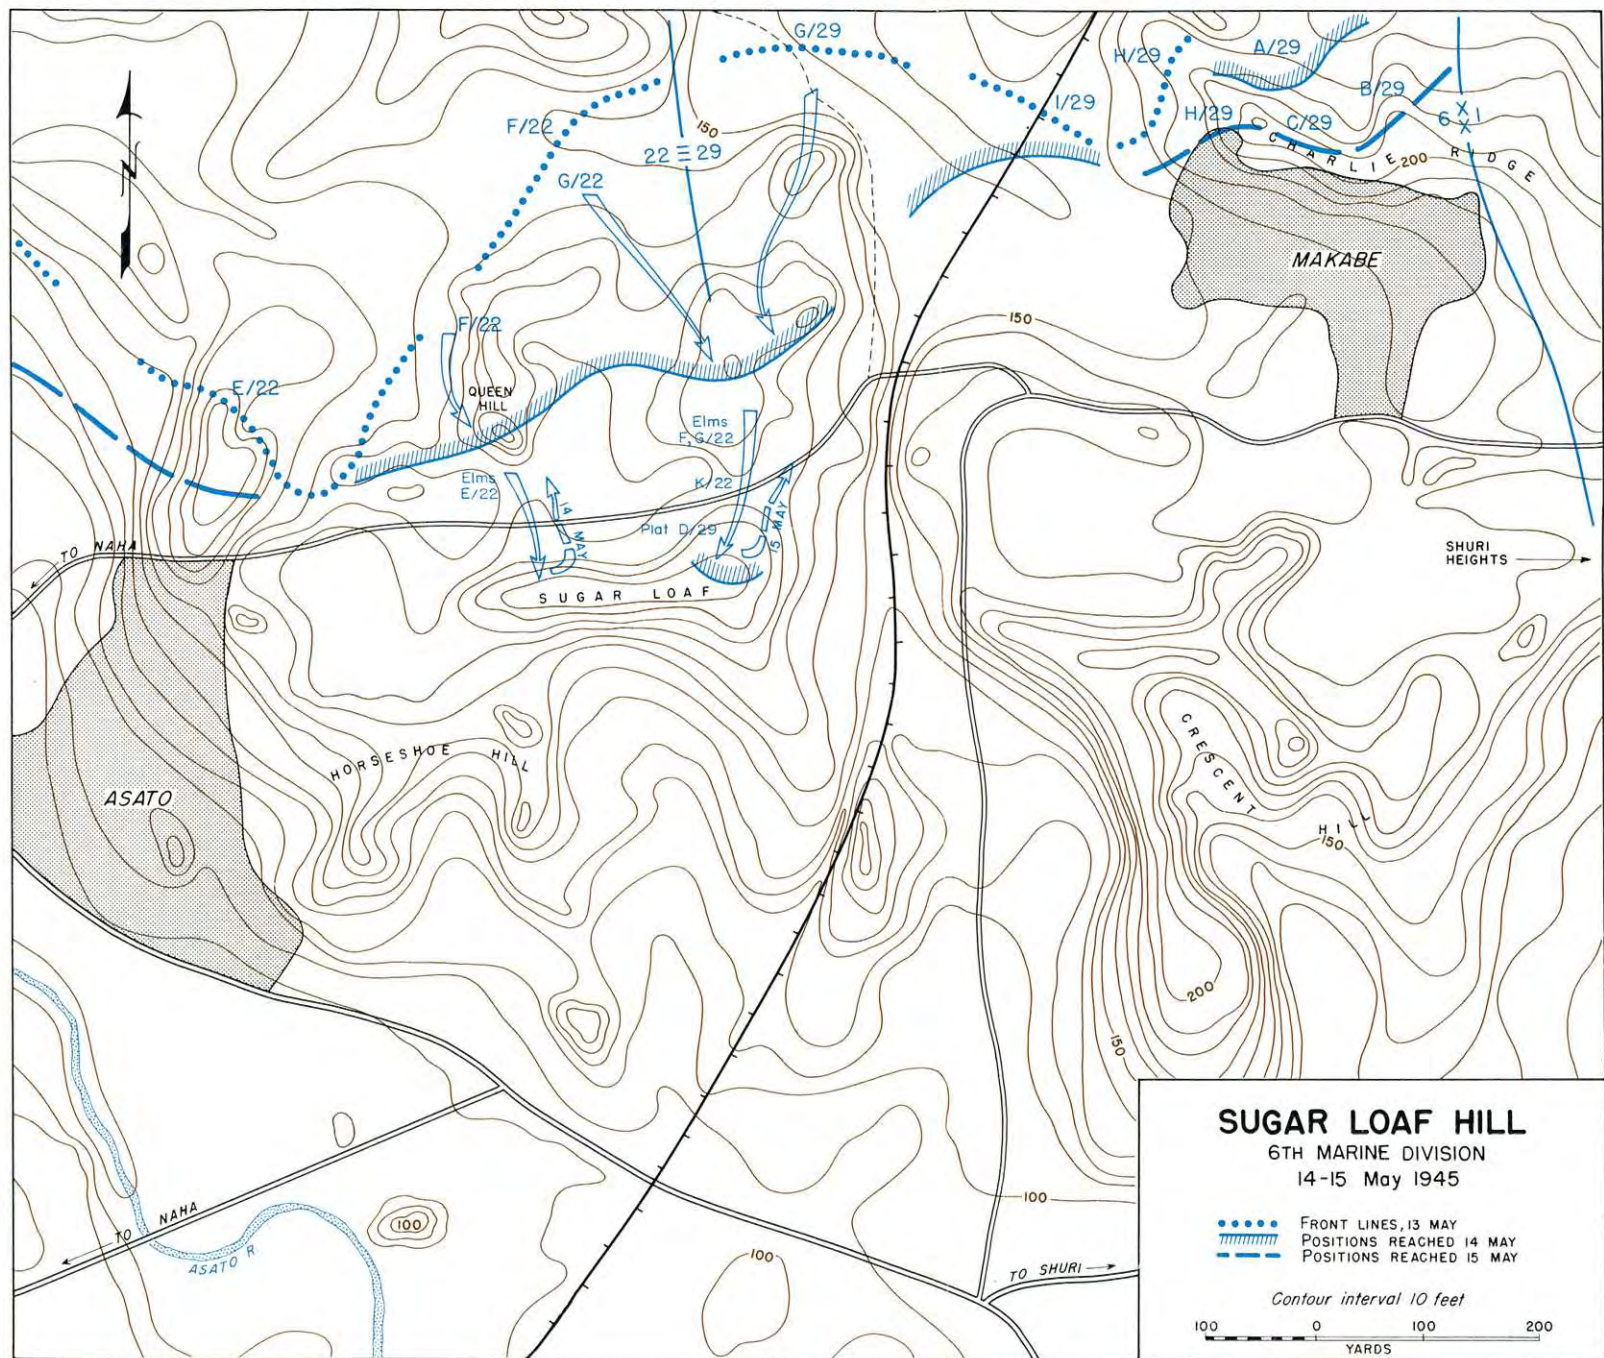 G/29
H/29
A/29
I/29
B/29
F/22
150
22 29
H/29
C/29
6 X X 1
N
G/22
CHARLIE RIDGE
200
MAKABE
F/22
150
E/22
QUEEN
HILL
Elms
F, G/22
Elms
E/22
K/22
14 MAY
Plat D/29
15 MAY
TO NAHA
SHURI
HEIGHTS
SUGAR LOAF
HORSESHOE HILL
CRESCENT HILL
ASATO
150
200
150
100
TO NAHA
100
ASATO R
100
TO SHURI
SUGAR LOAF HILL
6TH MARINE DIVISION
14-15 May 1945
FRONT LINES, 13 MAY
POSITIONS REACHED 14 MAY
POSITIONS REACHED 15 MAY
Contour interval 10 feet
100 0 100 200
YARDS